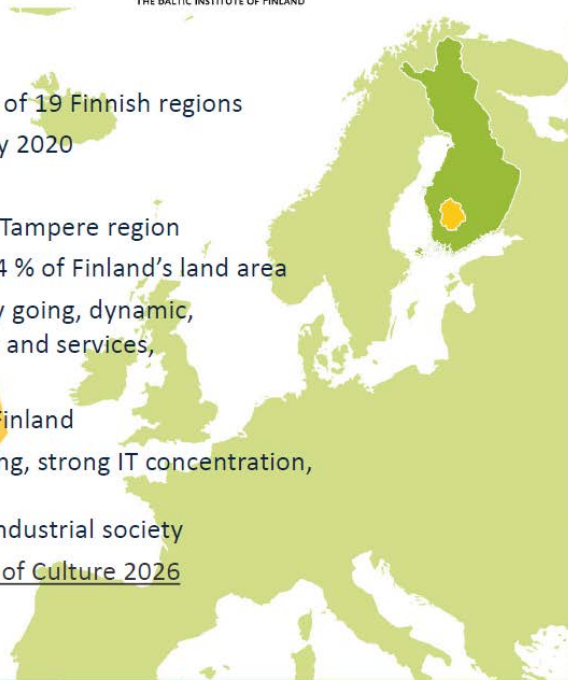 THE BALTIC INSTITUTE OF FINLAND
of 19 Finnish regions
y 2020
Tampere region
4 % of Finland's land area
y going, dynamic,
and services,
Finland
ng, strong IT concentration,
ndustrial society
of Culture 2026